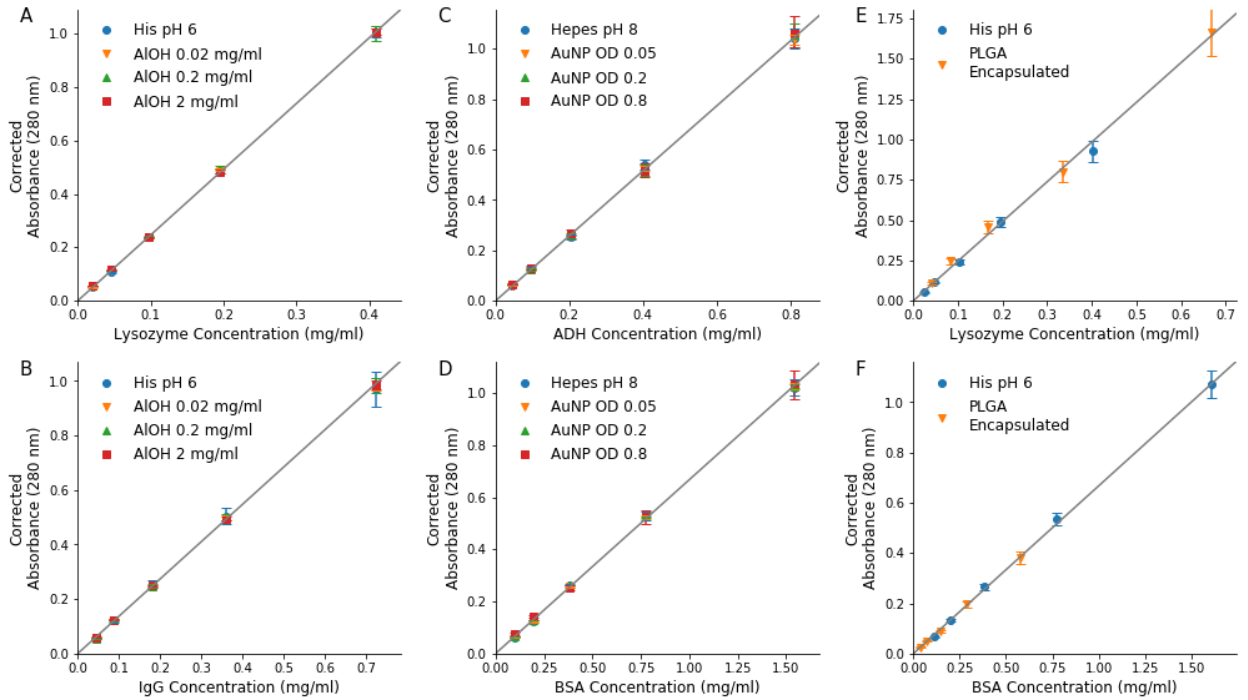 A
His pH 6
AlOH 0.02 mg/ml
AlOH 0.2 mg/ml
AlOH 2 mg/ml
Corrected
Absorbance (280 nm)
1.0
0.8
0.6
0.4
0.2
0.0
0.0 0.1 0.2 0.3 0.4
Lysozyme Concentration (mg/ml)
C
Hepes pH 8
AuNP OD 0.05
AuNP OD 0.2
AuNP OD 0.8
Corrected
Absorbance (280 nm)
1.0
0.8
0.6
0.4
0.2
0.0
0.0 0.2 0.4 0.6 0.8
ADH Concentration (mg/ml)
E
His pH 6
PLGA
Encapsulated
Corrected
Absorbance (280 nm)
1.75
1.50
1.25
1.00
0.75
0.50
0.25
0.00
0.0 0.1 0.2 0.3 0.4 0.5 0.6 0.7
Lysozyme Concentration (mg/ml)
B
His pH 6
AlOH 0.02 mg/ml
AlOH 0.2 mg/ml
AlOH 2 mg/ml
Corrected
Absorbance (280 nm)
1.0
0.8
0.6
0.4
0.2
0.0
0.0 0.1 0.2 0.3 0.4 0.5 0.6 0.7
IgG Concentration (mg/ml)
D
Hepes pH 8
AuNP OD 0.05
AuNP OD 0.2
AuNP OD 0.8
Corrected
Absorbance (280 nm)
1.0
0.8
0.6
0.4
0.2
0.0
0.00 0.25 0.50 0.75 1.00 1.25 1.50
BSA Concentration (mg/ml)
F
His pH 6
PLGA
Encapsulated
Corrected
Absorbance (280 nm)
1.0
0.8
0.6
0.4
0.2
0.0
0.00 0.25 0.50 0.75 1.00 1.25 1.50
BSA Concentration (mg/ml)